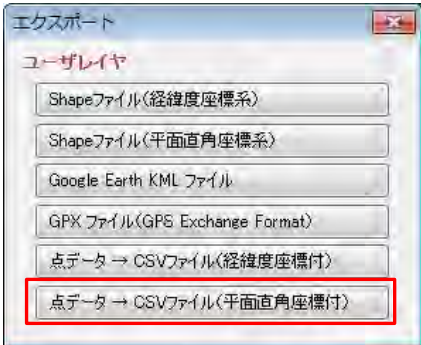 エクスポート
ユーザレイヤ
Shapeファイル(経緯度座標系)
Shapeファイル(平面直角座標系)
Google Earth KML ファイル
GPX ファイル(GPS Exchange Format)
点データ → CSVファイル(経緯度座標付)
点データ → CSVファイル(平面直角座標付)